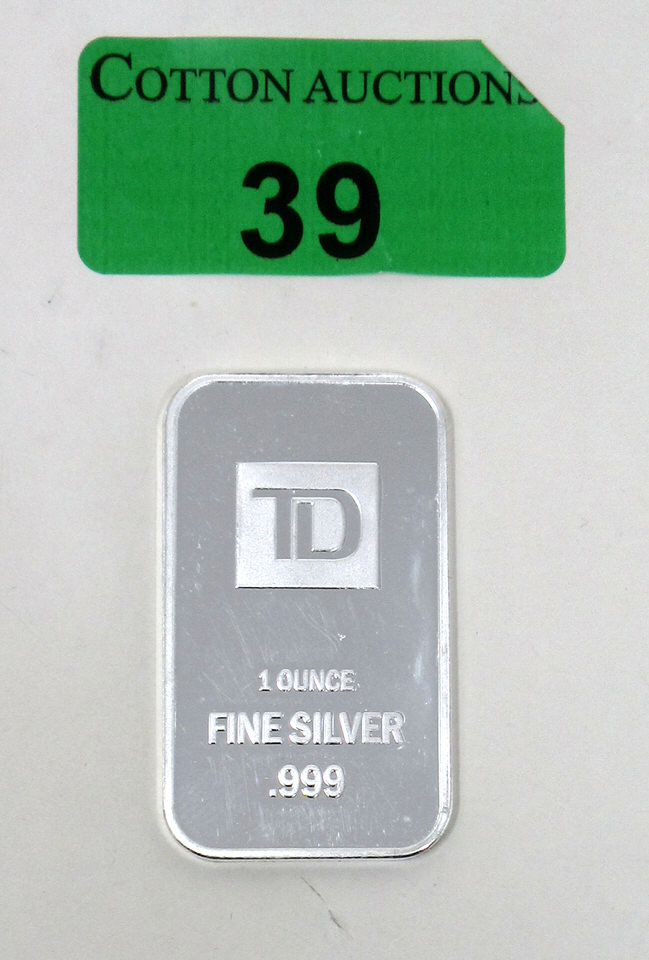 COTTON AUCTIONS
39
TD
1 OUNCE
FINE SILVER
.999